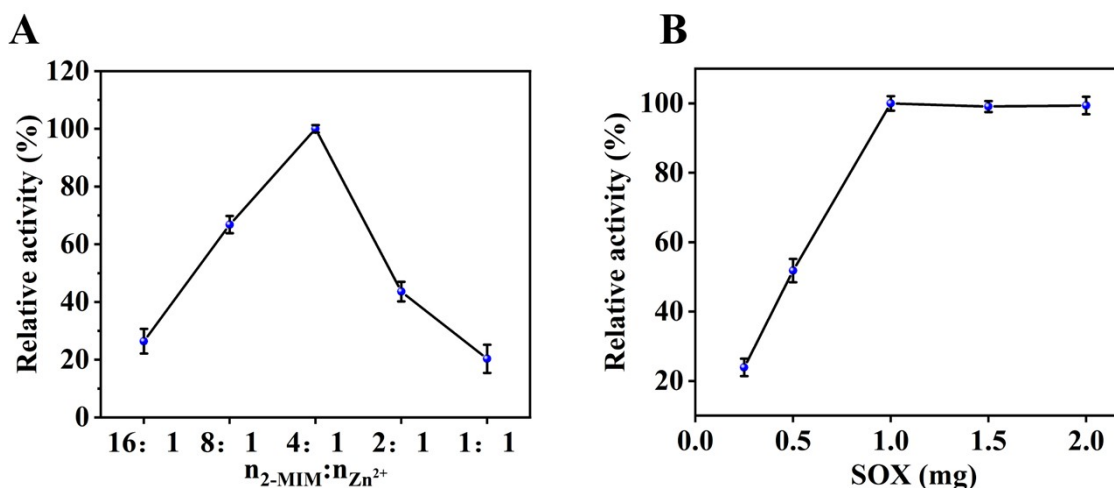 A
Relative activity (%)
120
100
80
60
40
20
0
16：1 8：1 4：1 2：1 1：1
n2-MIM:nZn2+
B
Relative activity (%)
100
80
60
40
20
0.0 0.5 1.0 1.5 2.0
SOX (mg)